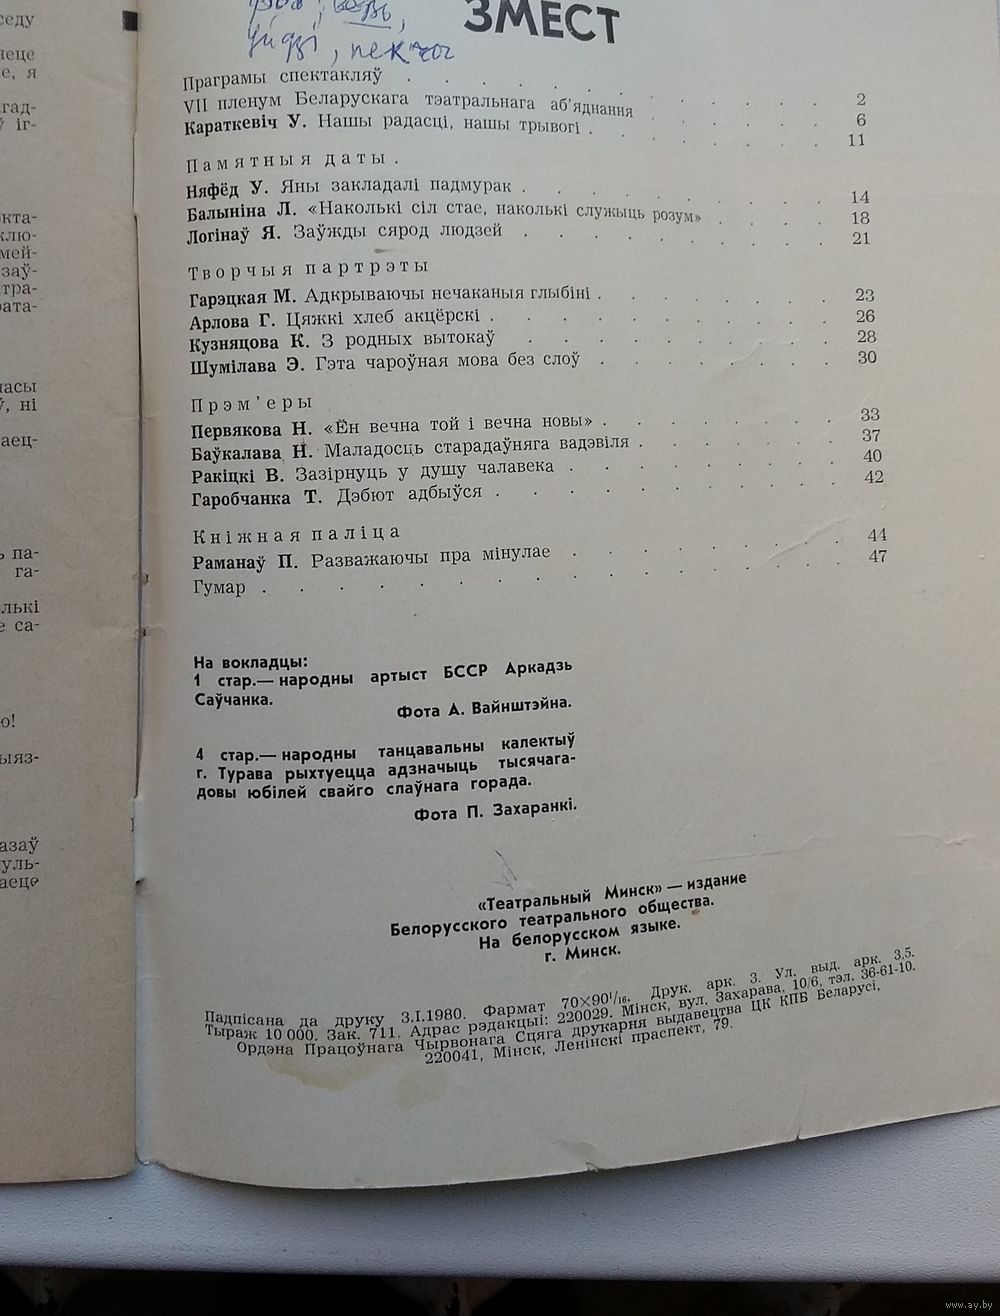 ЗМЕСТ
Праграмы спектакляў . . . . . . . . . . 2
VII пленум Беларускага тэатральнага аб'яднання . . . . . 6
Караткевіч У. Нашы радасці, нашы трывогі . . . . . . 11
Памятныя даты .
Няфёд У. Яны закладалі падмурак . . . . . . . . . 14
Балыніна Л. «Наколькі сіл стае, наколькі служыць розум» . . . . 18
Логінаў Я. Заўжды сярод людзей . . . . . . . . . 21
Творчыя партрэты
Гарэцкая М. Адкрываючы нечаканыя глыбіні . . . . . . . 23
Арлова Г. Цяжкі хлеб акцёрскі . . . . . . . . . 26
Кузняцова К. З родных вытокаў . . . . . . . . . 28
Шумілава Э. Гэта чароўная мова без слоў . . . . . . . 30
Прэм'еры
Первякова Н. «Ён вечна той і вечна новы» . . . . . . . 33
Баўкалава Н. Маладосць старадаўняга вадэвіля . . . . . . 37
Ракіцкі В. Зазірнуць у душу чалавека . . . . . . . . 40
Гаробчанка Т. Дэбют адбыўся . . . . . . . . . . 42
Кніжная паліца
Раманаў П. Разважаючы пра мінулае . . . . . . . . 44
Гумар . . . . . . . . . . . . . . . 47
На вокладцы:
1 стар.— народны артыст БССР Аркадзь
Саўчанка.
Фота А. Вайнштэйна.
4 стар.— народны танцавальны калектыў
г. Турава рыхтуецца адзначыць тысячага-
довы юбілей свайго слаўнага горада.
Фота П. Захаранкі.
«Театральный Минск» — издание
Белорусского театрального общества.
На белорусском языке.
г. Минск.
Падпісана да друку 3.I.1980. Фармат 70×90¹/₁₆. Друк. арк. 3. Ул. выд. арк. 3,5.
Тыраж 10 000. Зак. 711. Адрас рэдакцыі: 220029. Мінск, вул. Захарава, 10/6, тэл. 36-61-10.
Ордэна Працоўнага Чырвонага Сцяга друкарня выдавецтва ЦК КПБ Беларусі,
220041, Мінск, Ленінскі праспект, 79.
www.ay.by